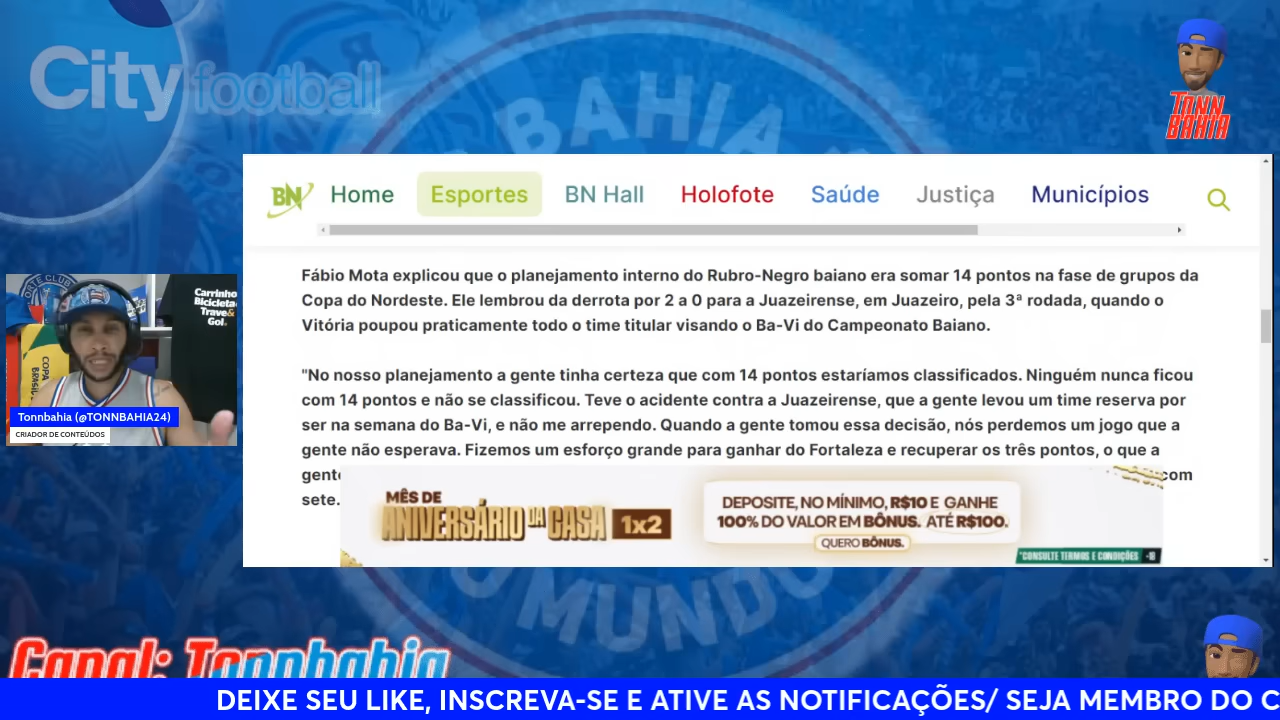 City football
TONN
BAHIA
BAHIA
BN
Home
Esportes
BN Hall
Holofote
Saúde
Justiça
Municípios
Fábio Mota explicou que o planejamento interno do Rubro-Negro baiano era somar 14 pontos na fase de grupos da
Copa do Nordeste. Ele lembrou da derrota por 2 a 0 para a Juazeirense, em Juazeiro, pela 3ª rodada, quando o
Vitória poupou praticamente todo o time titular visando o Ba-Vi do Campeonato Baiano.
"No nosso planejamento a gente tinha certeza que com 14 pontos estaríamos classificados. Ninguém nunca ficou
com 14 pontos e não se classificou. Teve o acidente contra a Juazeirense, que a gente levou um time reserva por
ser na semana do Ba-Vi, e não me arrependo. Quando a gente tomou essa decisão, nós perdemos um jogo que a
gente não esperava. Fizemos um esforço grande para ganhar do Fortaleza e recuperar os três pontos, o que a
gente com
sete.
MÊS DE
ANIVERSÁRIO DA CASA 1x2
DEPOSITE, NO MÍNIMO, R$10 E GANHE
100% DO VALOR EM BÔNUS. ATÉ R$100.
QUERO BÔNUS.
*CONSULTE TERMOS E CONDIÇÕES -18
Carrinho
Bicicleta
Trave&
Gol.
COPA
BRASIL
Tonnbahia (@TONNBAHIA24)
CRIADOR DE CONTEÚDOS
O MUNDO
Canal: Tonnbahia
DEIXE SEU LIKE, INSCREVA-SE E ATIVE AS NOTIFICAÇÕES/ SEJA MEMBRO DO C